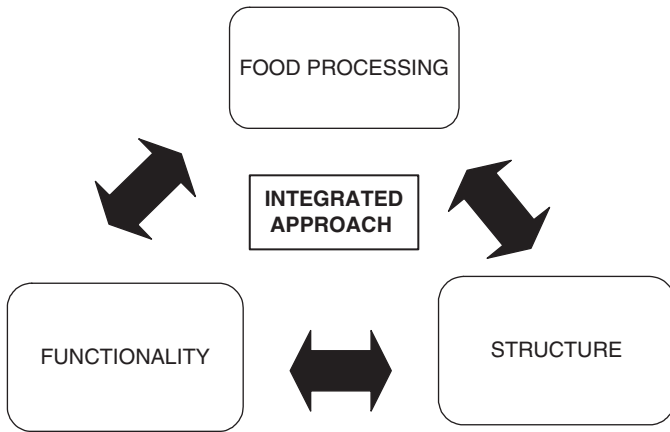 FOOD PROCESSING
INTEGRATED
APPROACH
FUNCTIONALITY
STRUCTURE